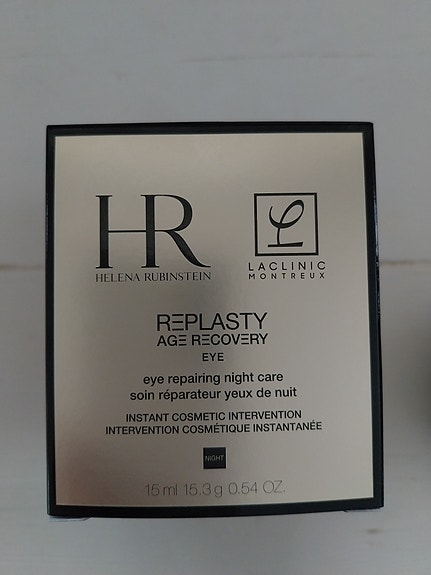 HR
HELENA RUBINSTEIN
L
LACLINIC
MONTREUX
REPLASTY
AGE RECOVERY
EYE
eye repairing night care
soin réparateur yeux de nuit
INSTANT COSMETIC INTERVENTION
INTERVENTION COSMÉTIQUE INSTANTANÉE
NIGHT
15 ml 15.3 g 0.54 OZ.